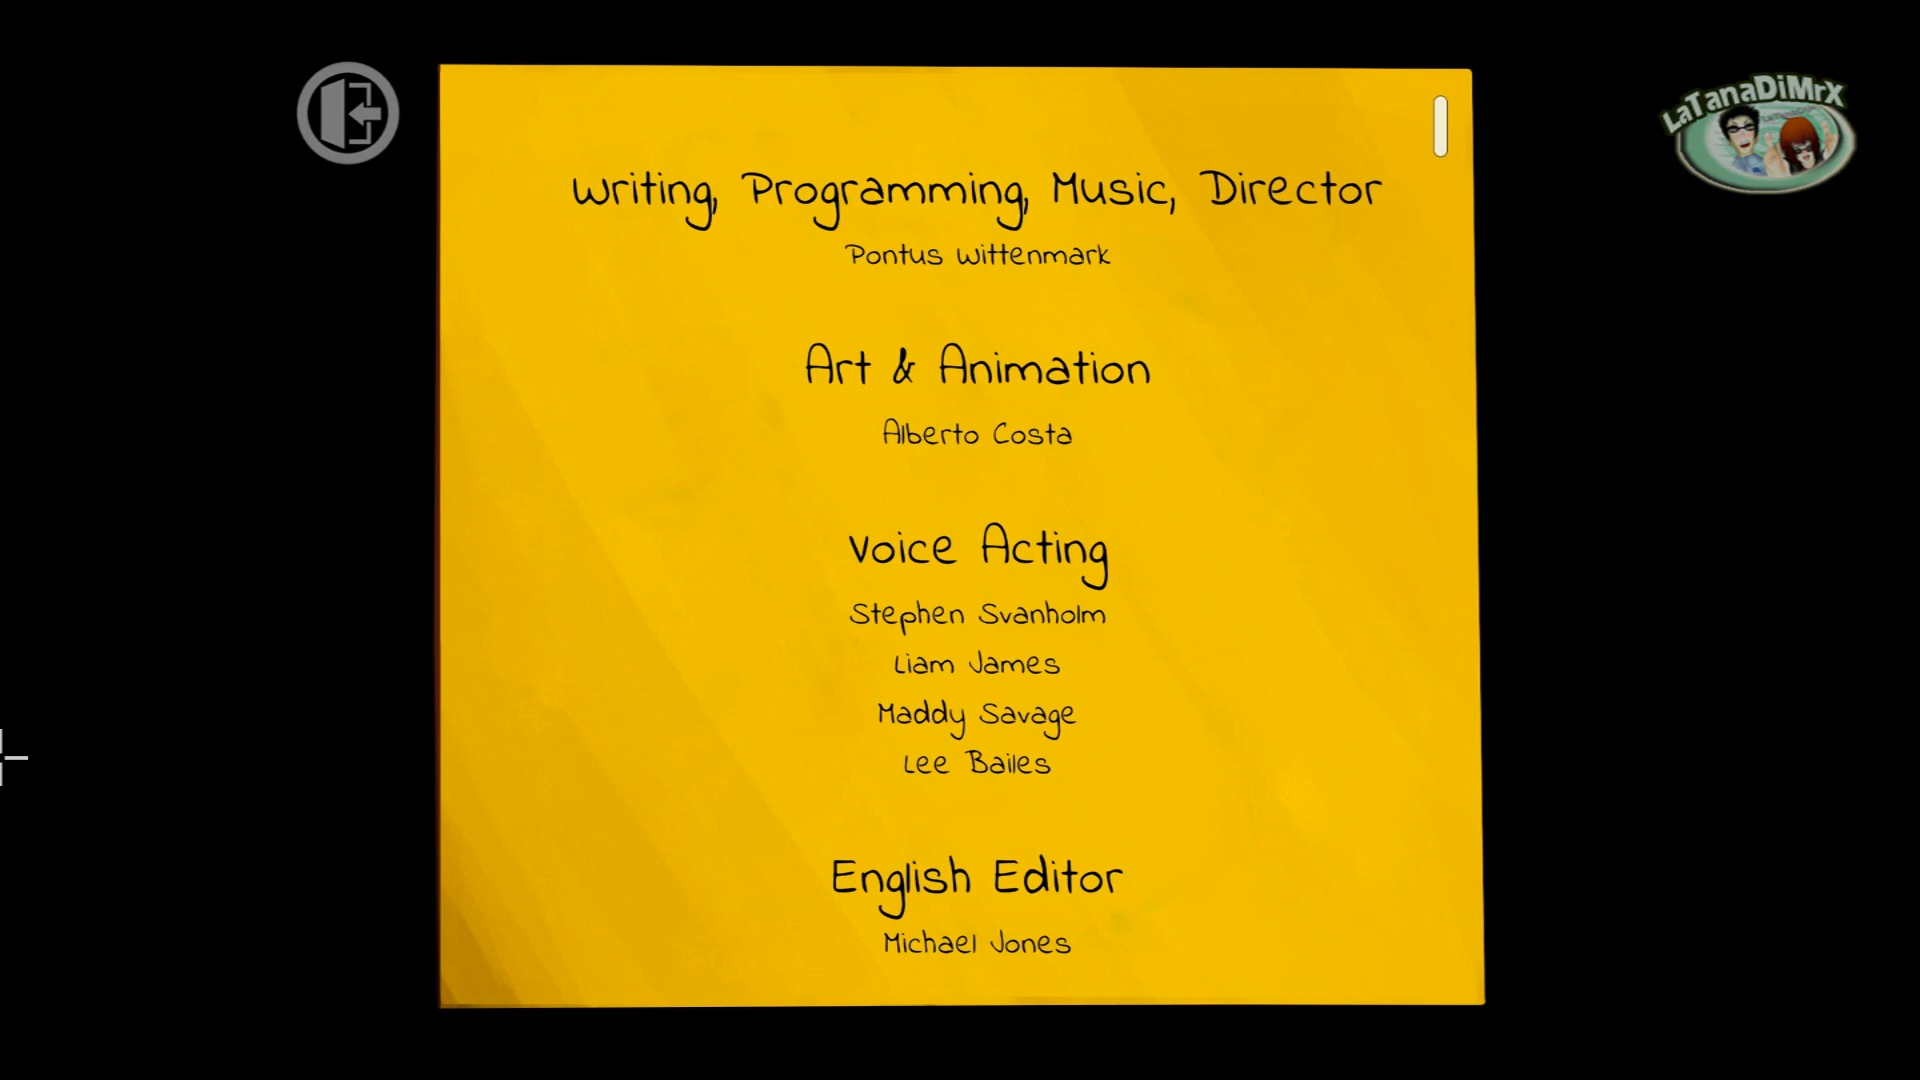 LaTanaDiMrX
Writing, Programming, Music, Director
Pontus Wittenmark
Art & Animation
Alberto Costa
Voice Acting
Stephen Svanholm
Liam James
Maddy Savage
Lee Bailes
English Editor
Michael Jones